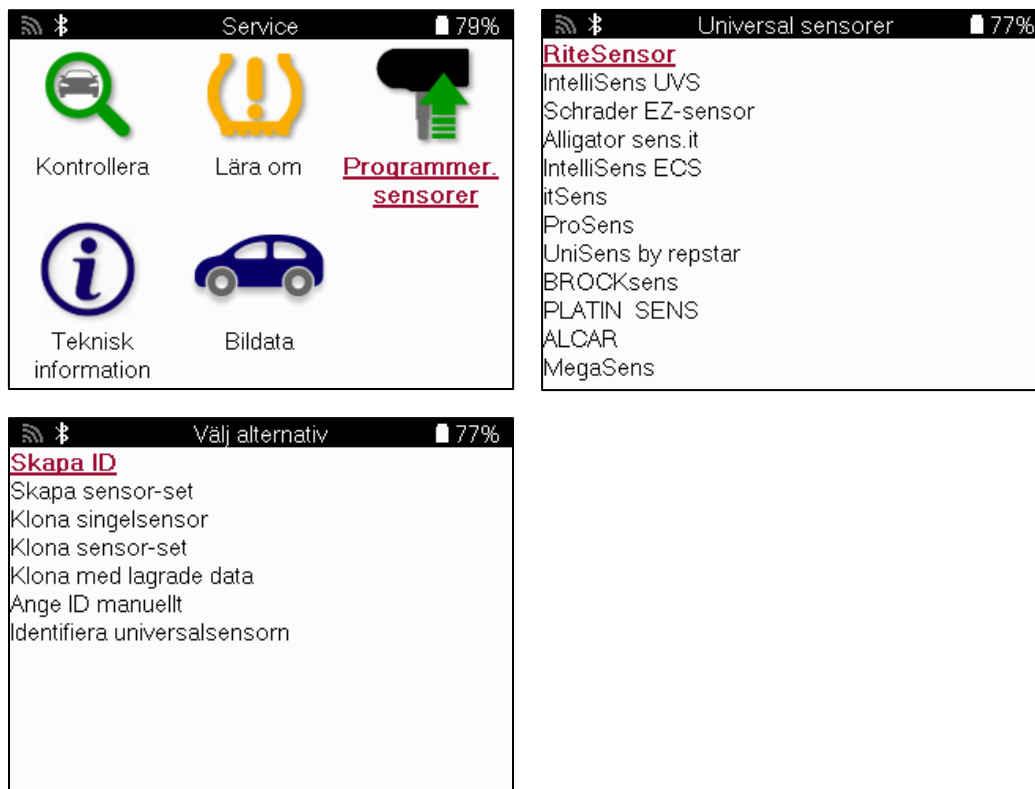 Service 79%
Kontrollera
Lära om
Programmer.
sensorer
Teknisk
information
Bildata
Universal sensorer 77%
RiteSensor
IntelliSens UVS
Schrader EZ-sensor
Alligator sens.it
IntelliSens ECS
itSens
ProSens
UniSens by repstar
BROCKsens
PLATIN SENS
ALCAR
MegaSens
Välj alternativ 77%
Skapa ID
Skapa sensor-set
Klona singelsensor
Klona sensor-set
Klona med lagrade data
Ange ID manuellt
Identifiera universalsensorn